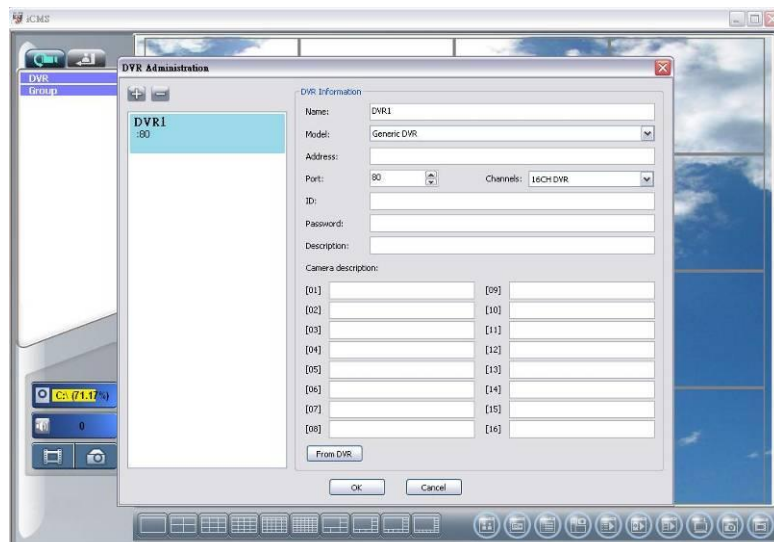 iCMS
DVR
Group
DVR Administration
DVR1
:80
DVR Information
Name: DVR1
Model: Generic DVR
Address:
Port: 80 Channels: 16CH DVR
ID:
Password:
Description:
Camera description:
[01] [09]
[02] [10]
[03] [11]
[04] [12]
[05] [13]
[06] [14]
[07] [15]
[08] [16]
From DVR
OK Cancel
C:\ (71.17%)
0